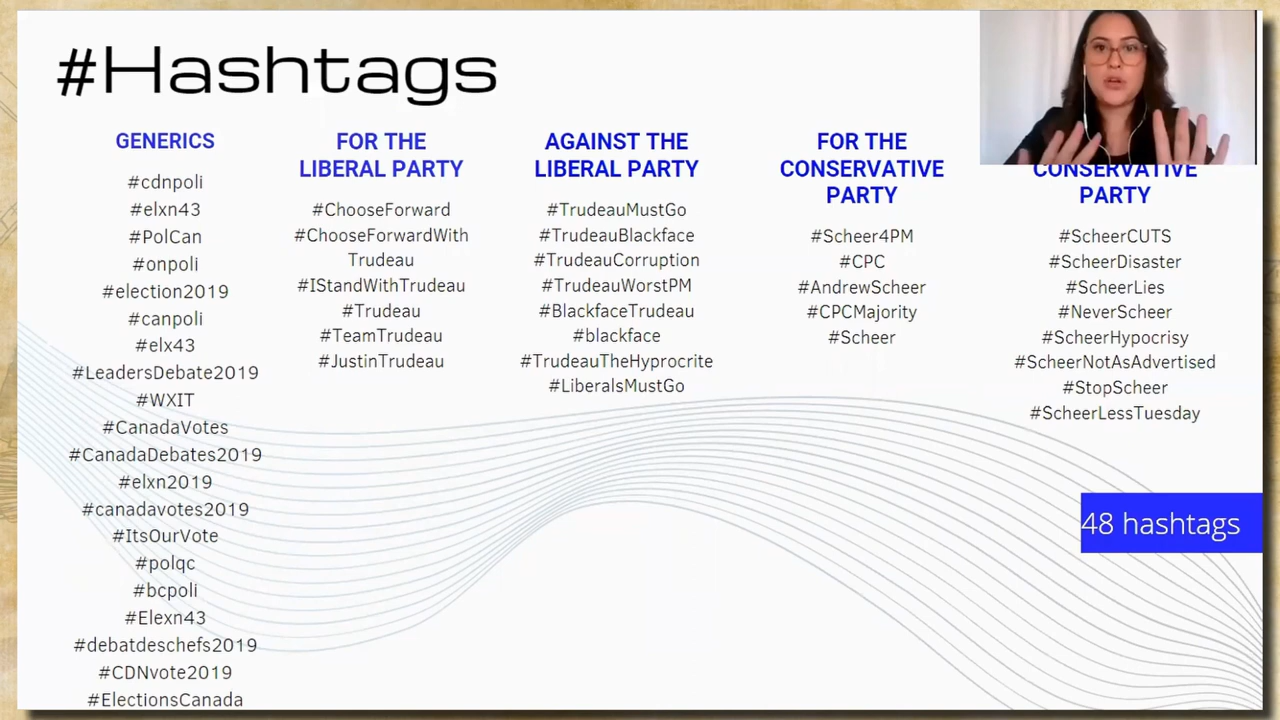 #Hashtags
GENERICS
#cdnpoli
#elxn43
#PolCan
#onpoli
#election2019
#canpoli
#elx43
#LeadersDebate2019
#WXIT
#CanadaVotes
#CanadaDebates2019
#elxn2019
#canadavotes2019
#ItsOurVote
#polqc
#bcpoli
#Elexn43
#debatdeschefs2019
#CDNvote2019
#ElectionsCanada
FOR THE
LIBERAL PARTY
#ChooseForward
#ChooseForwardWith
Trudeau
#IStandWithTrudeau
#Trudeau
#TeamTrudeau
#JustinTrudeau
AGAINST THE
LIBERAL PARTY
#TrudeauMustGo
#TrudeauBlackface
#TrudeauCorruption
#TrudeauWorstPM
#BlackfaceTrudeau
#blackface
#TrudeauTheHyprocrite
#LiberalsMustGo
FOR THE
CONSERVATIVE
PARTY
#Scheer4PM
#CPC
#AndrewScheer
#CPCMajority
#Scheer
CONSERVATIVE
PARTY
#ScheerCUTS
#ScheerDisaster
#ScheerLies
#NeverScheer
#ScheerHypocrisy
#ScheerNotAsAdvertised
#StopScheer
#ScheerLessTuesday
48 hashtags